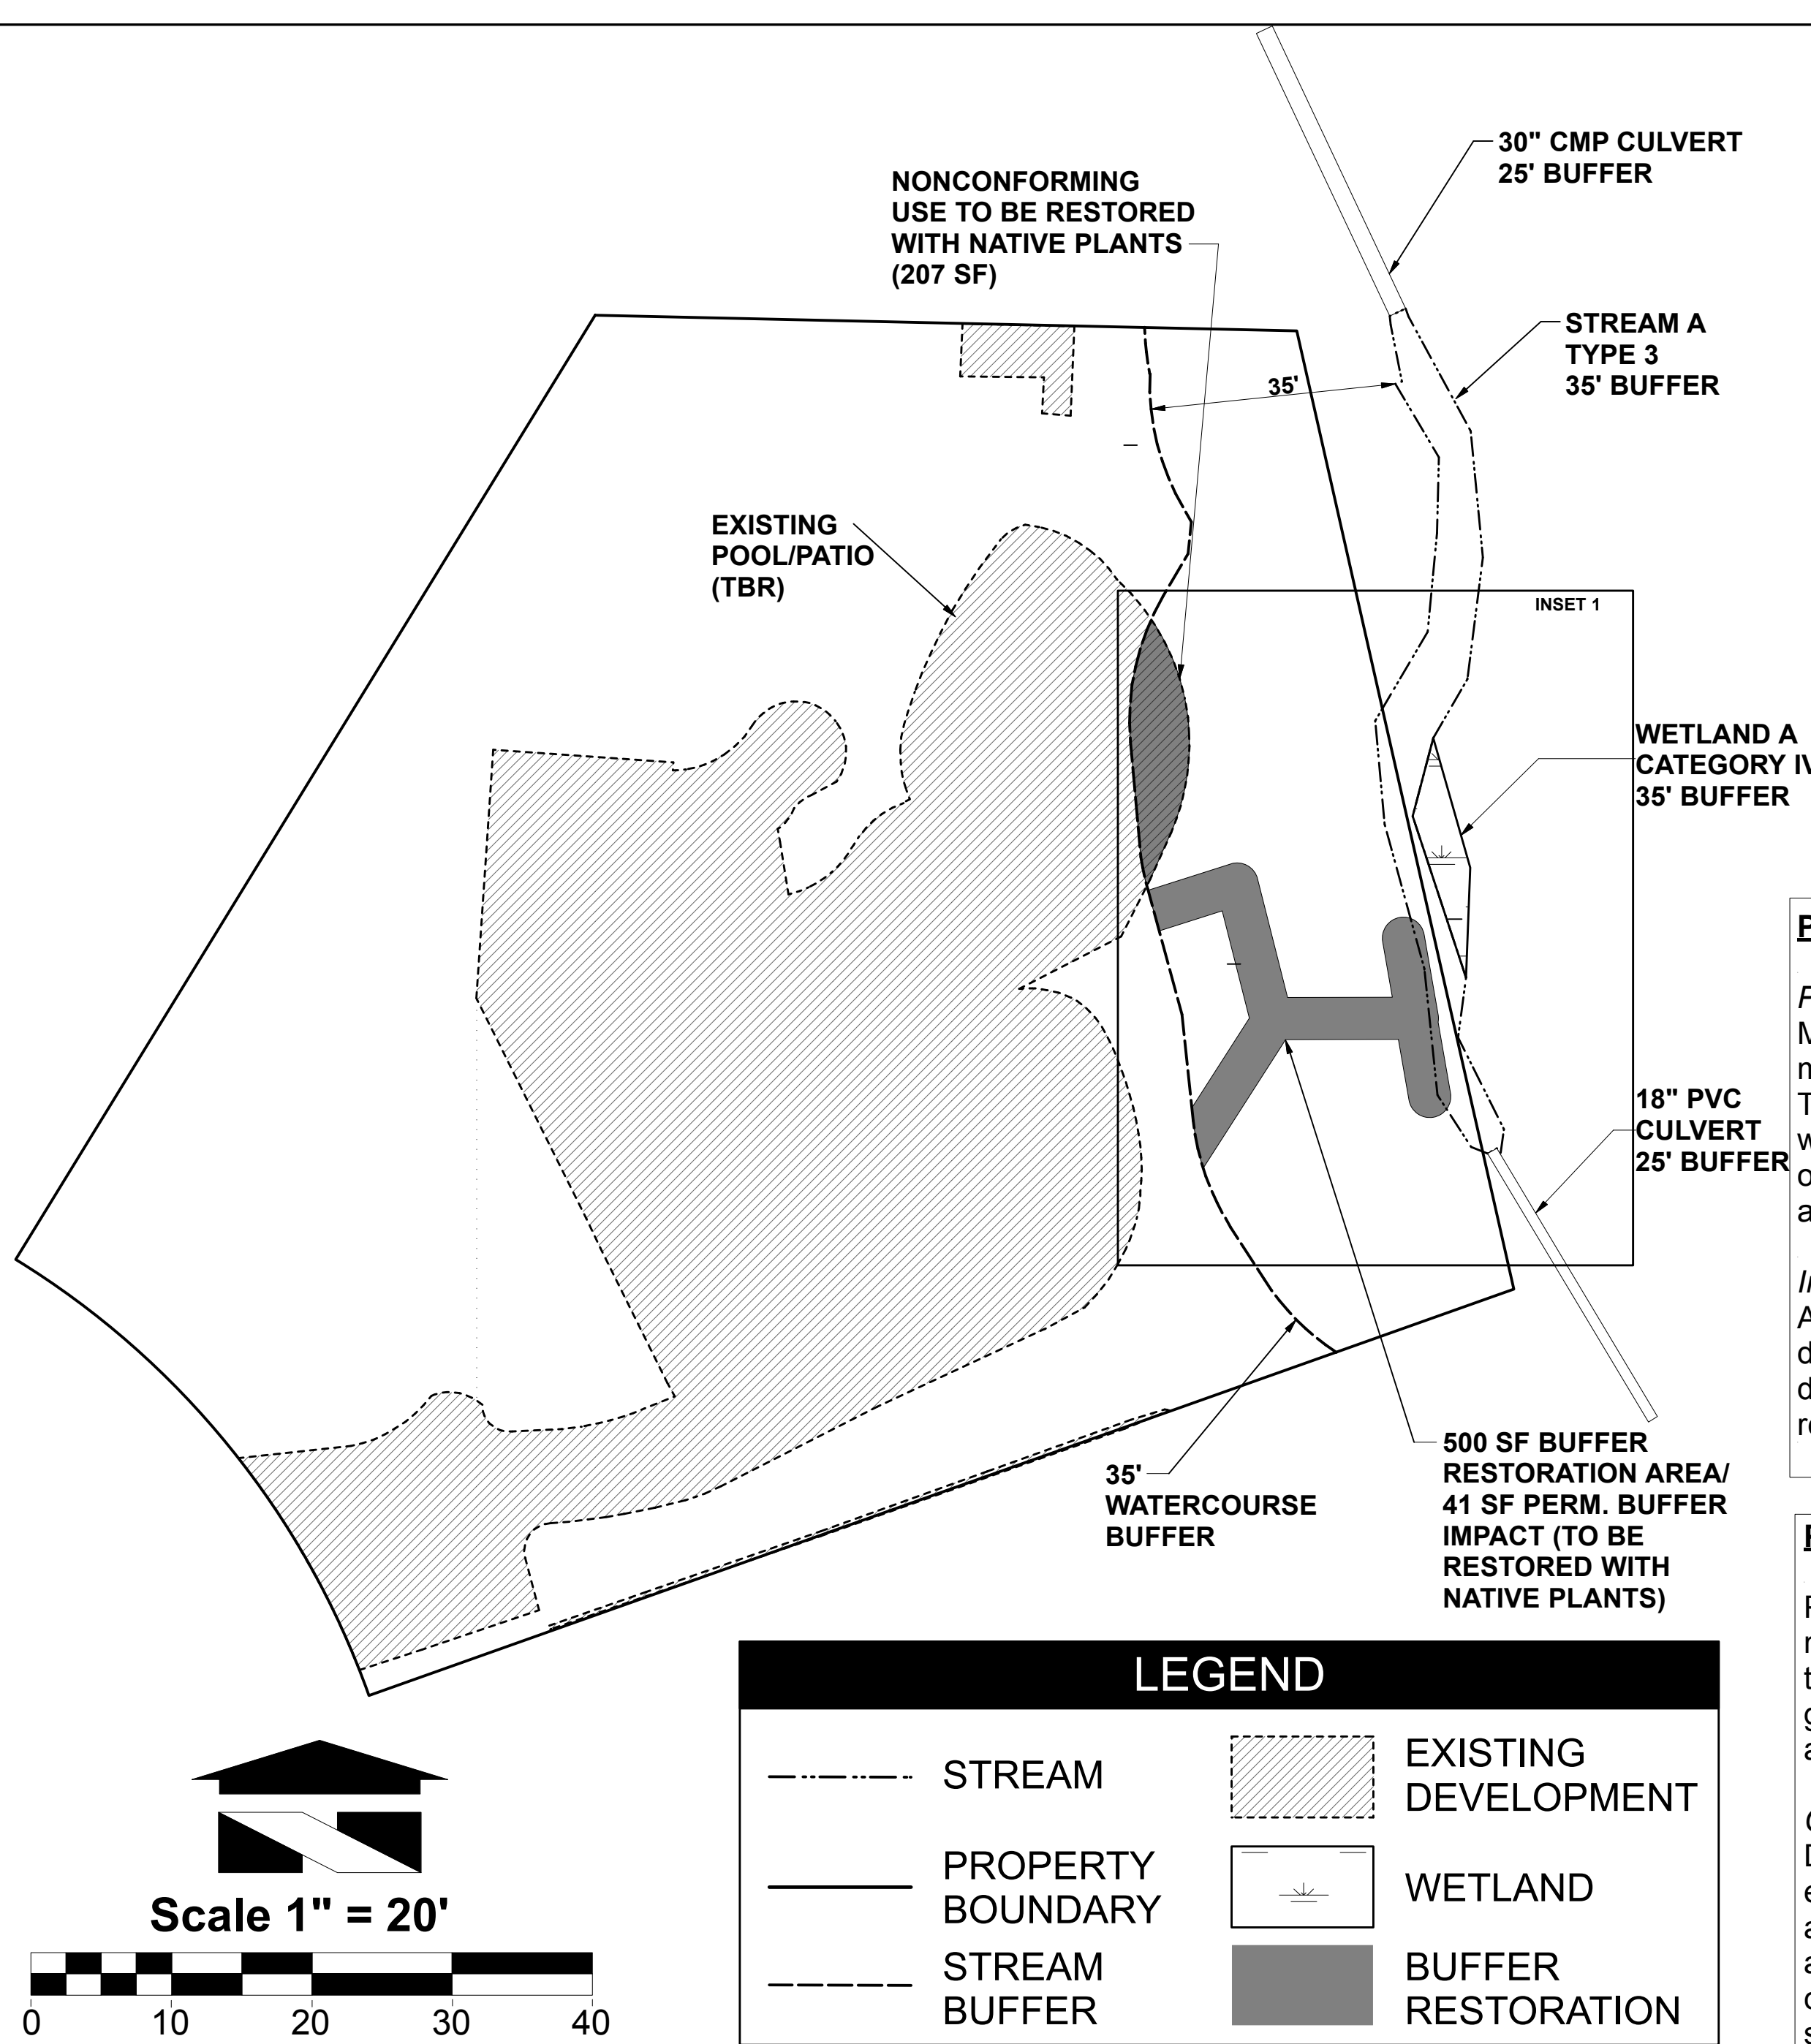 30" CMP CULVERT
25' BUFFER
NONCONFORMING
USE TO BE RESTORED
WITH NATIVE PLANTS
(207 SF)
STREAM A
TYPE 3
35' BUFFER
35'
EXISTING
POOL/PATIO
(TBR)
INSET 1
WETLAND A
CATEGORY IV
35' BUFFER
18" PVC
CULVERT
25' BUFFER
500 SF BUFFER
RESTORATION AREA/
41 SF PERM. BUFFER
IMPACT (TO BE
RESTORED WITH
NATIVE PLANTS)
35'
WATERCOURSE
BUFFER
LEGEND
STREAM
EXISTING
DEVELOPMENT
PROPERTY
BOUNDARY
WETLAND
STREAM
BUFFER
BUFFER
RESTORATION
Scale 1" = 20'
0 10 20 30 40